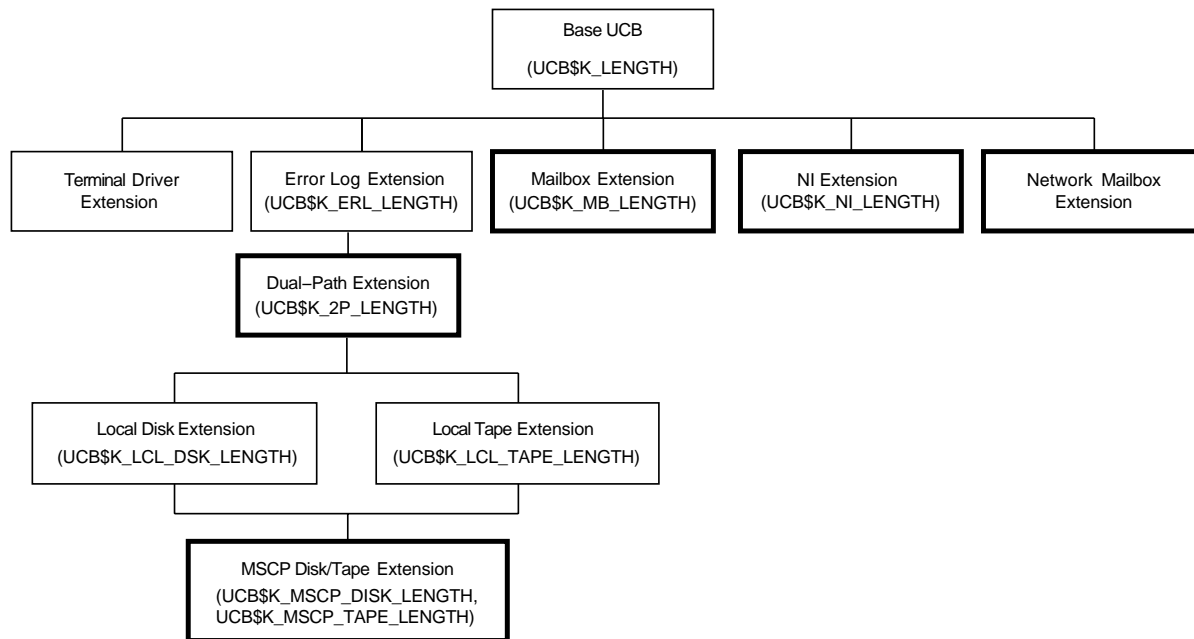 Base UCB
(UCB$K_LENGTH)
Terminal Driver
Extension
Error Log Extension
(UCB$K_ERL_LENGTH)
Mailbox Extension
(UCB$K_MB_LENGTH)
NI Extension
(UCB$K_NI_LENGTH)
Network Mailbox
Extension
Dual–Path Extension
(UCB$K_2P_LENGTH)
Local Disk Extension
(UCB$K_LCL_DSK_LENGTH)
Local Tape Extension
(UCB$K_LCL_TAPE_LENGTH)
MSCP Disk/Tape Extension
(UCB$K_MSCP_DISK_LENGTH,
UCB$K_MSCP_TAPE_LENGTH)